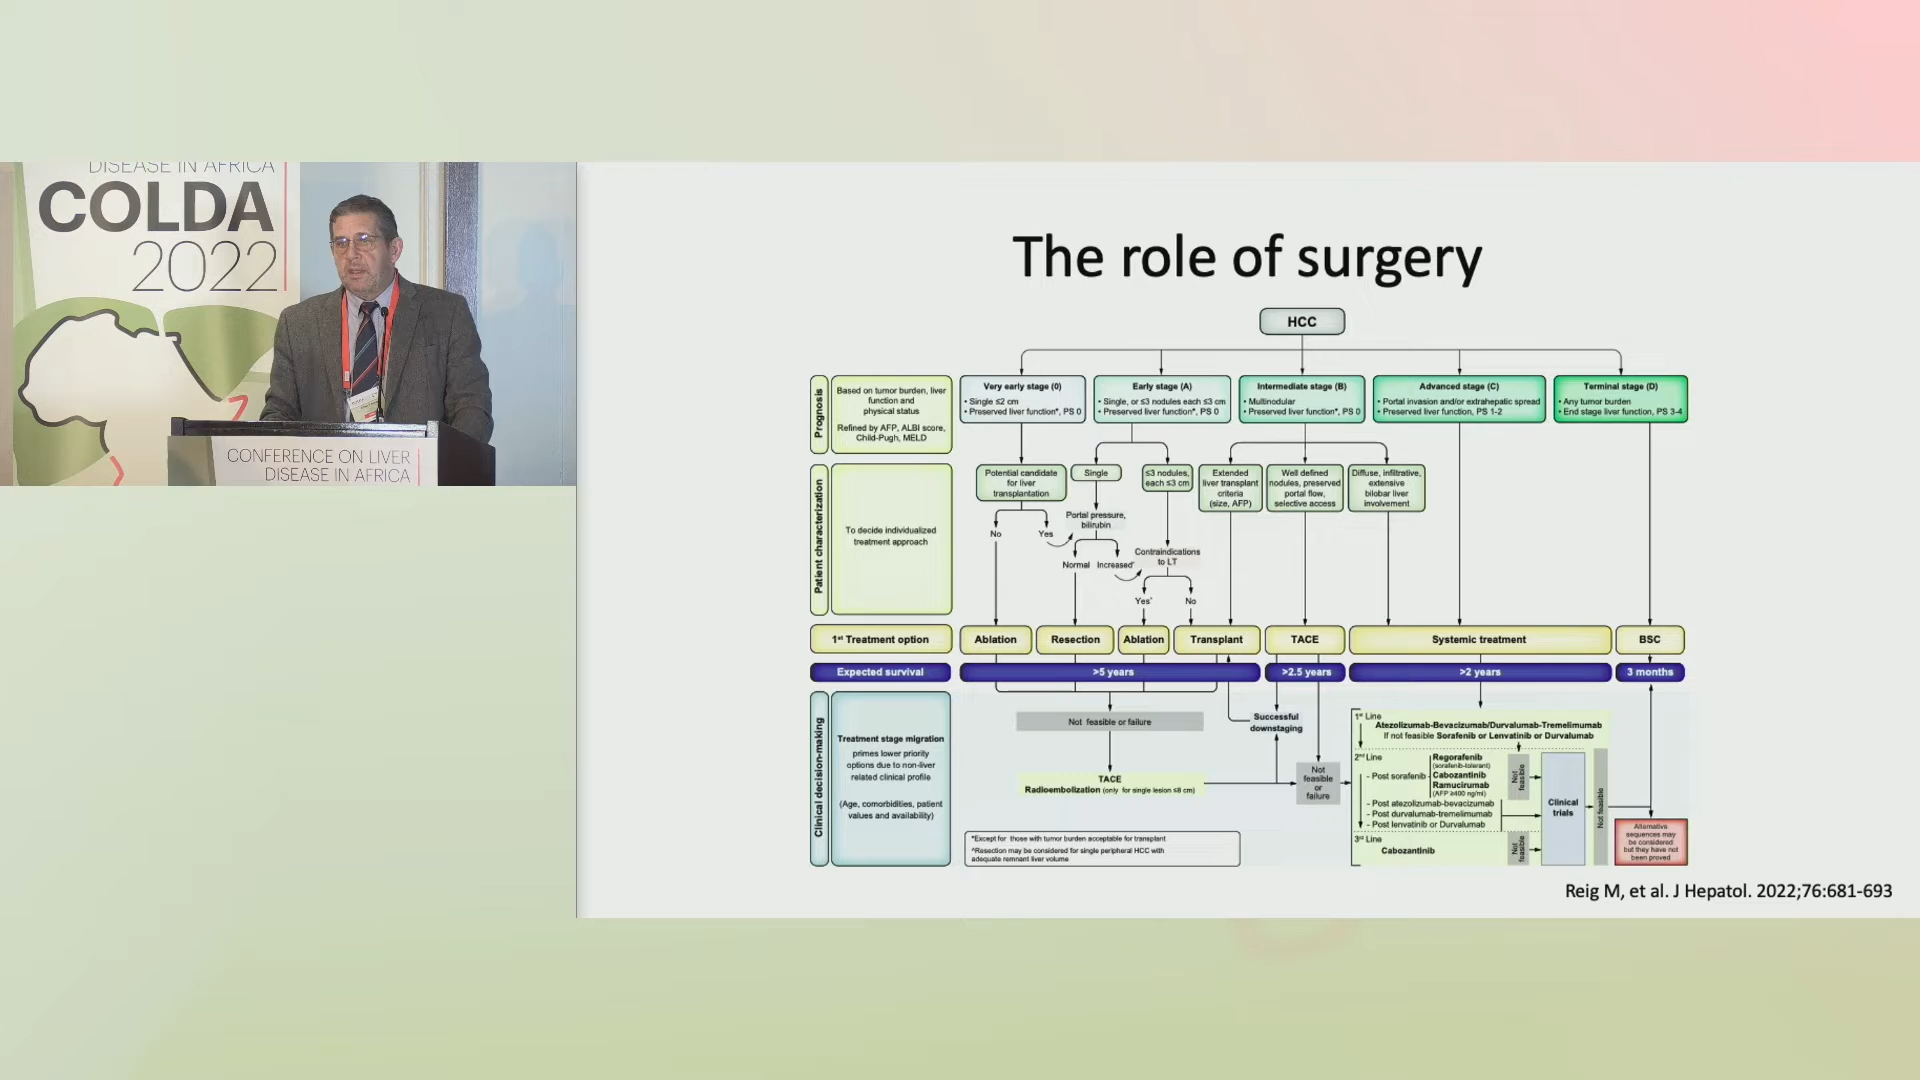 DISEASE IN AFRICA
COLDA
2022
CONFERENCE ON LIVER
DISEASE IN AFRICA
The role of surgery
HCC
Prognosis
Based on tumor burden, liver
function and
physical status
Refined by AFP, ALBI score,
Child-Pugh, MELD
Very early stage (0)
• Single ≤2 cm
• Preserved liver function*, PS 0
Early stage (A)
• Single, or ≤3 nodules each ≤3 cm
• Preserved liver function*, PS 0
Intermediate stage (B)
• Multinodular
• Preserved liver function*, PS 0
Advanced stage (C)
• Portal invasion and/or extrahepatic spread
• Preserved liver function, PS 1-2
Terminal stage (D)
• Any tumor burden
• End stage liver function, PS 3-4
Patient characterization
To decide individualized
treatment approach
Potential candidate
for liver
transplantation
Single
≤3 nodules,
each ≤3 cm
Extended
liver transplant
criteria
(size, AFP)
Well defined
nodules, preserved
portal flow,
selective access
Diffuse, infiltrative,
extensive
bilobar liver
involvement
No
Yes
Portal pressure,
bilirubin
Normal
Increased^
Contraindications
to LT
Yes*
No
1st Treatment option
Ablation
Resection
Ablation
Transplant
TACE
Systemic treatment
BSC
Expected survival
>5 years
>2.5 years
>2 years
3 months
Clinical decision-making
Treatment stage migration
primes lower priority
options due to non-liver
related clinical profile
(Age, comorbidities, patient
values and availability)
Not feasible or failure
TACE
Radioembolization (only for single lesion ≤8 cm)
Successful
downstaging
Not
feasible
or
failure
1st Line
Atezolizumab-Bevacizumab/Durvalumab-Tremelimumab
If not feasible Sorafenib or Lenvatinib or Durvalumab
2nd Line
- Post sorafenib
Regorafenib
(sorafenib-tolerant)
Cabozantinib
Ramucirumab
(AFP ≥400 ng/ml)
- Post atezolizumab-bevacizumab
- Post durvalumab-tremelimumab
- Post lenvatinib or Durvalumab
3rd Line
Cabozantinib
Not
feasible
Not
feasible
Clinical
trials
Not feasible
Alternative
sequences may
be considered
but they have not
been proved
*Except for those with tumor burden acceptable for transplant
^Resection may be considered for single peripheral HCC with
adequate remnant liver volume
Reig M, et al. J Hepatol. 2022;76:681-693